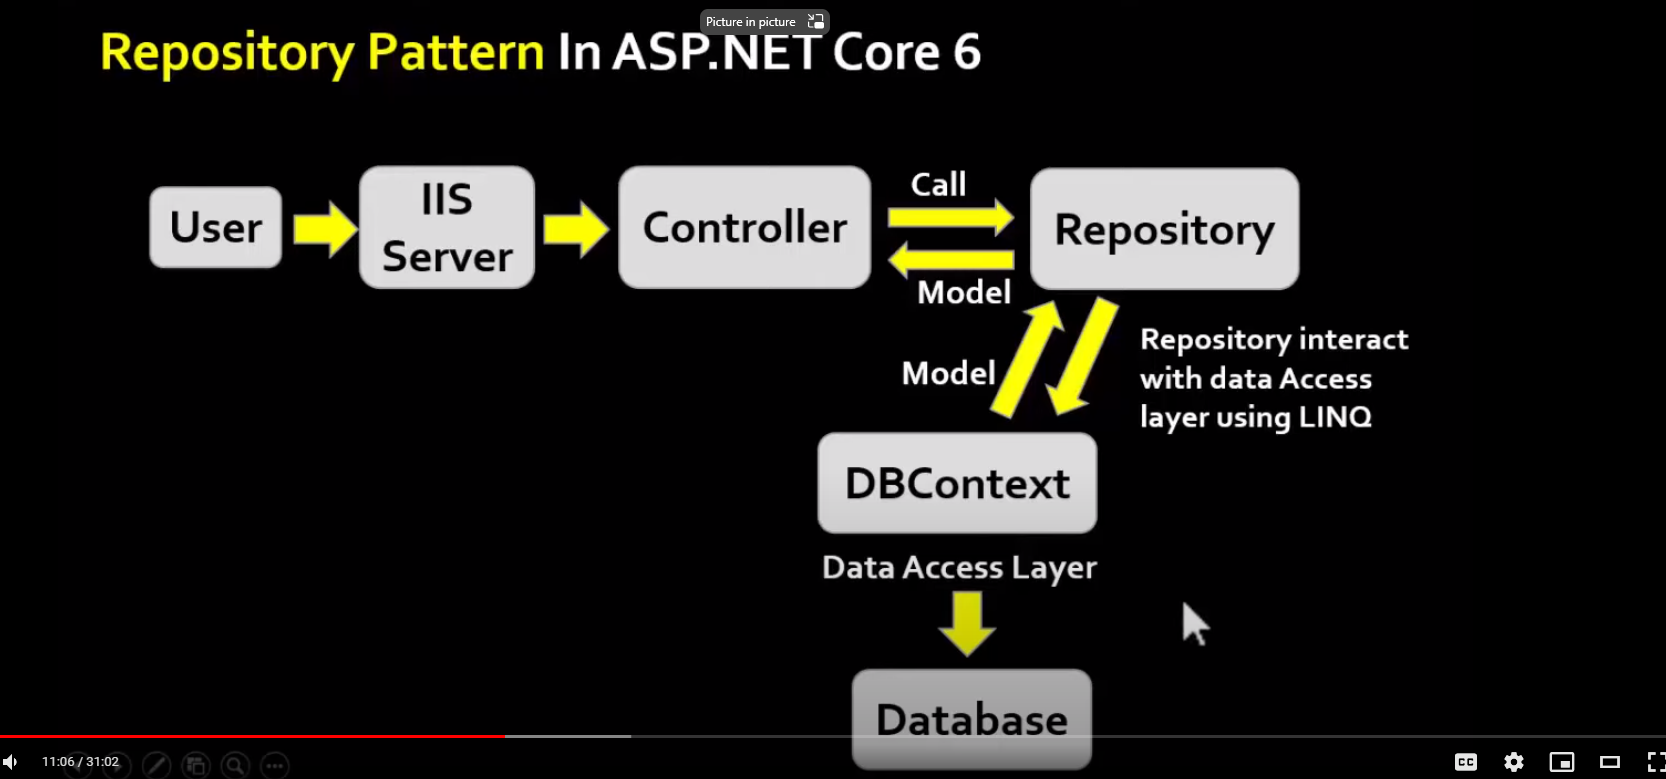 Picture in picture
Repository Pattern In ASP.NET Core 6
User
IIS
Server
Controller
Call
Model
Repository
Model
Repository interact
with data Access
layer using LINQ
DBContext
Data Access Layer
Database
11:06 / 31:02
CC